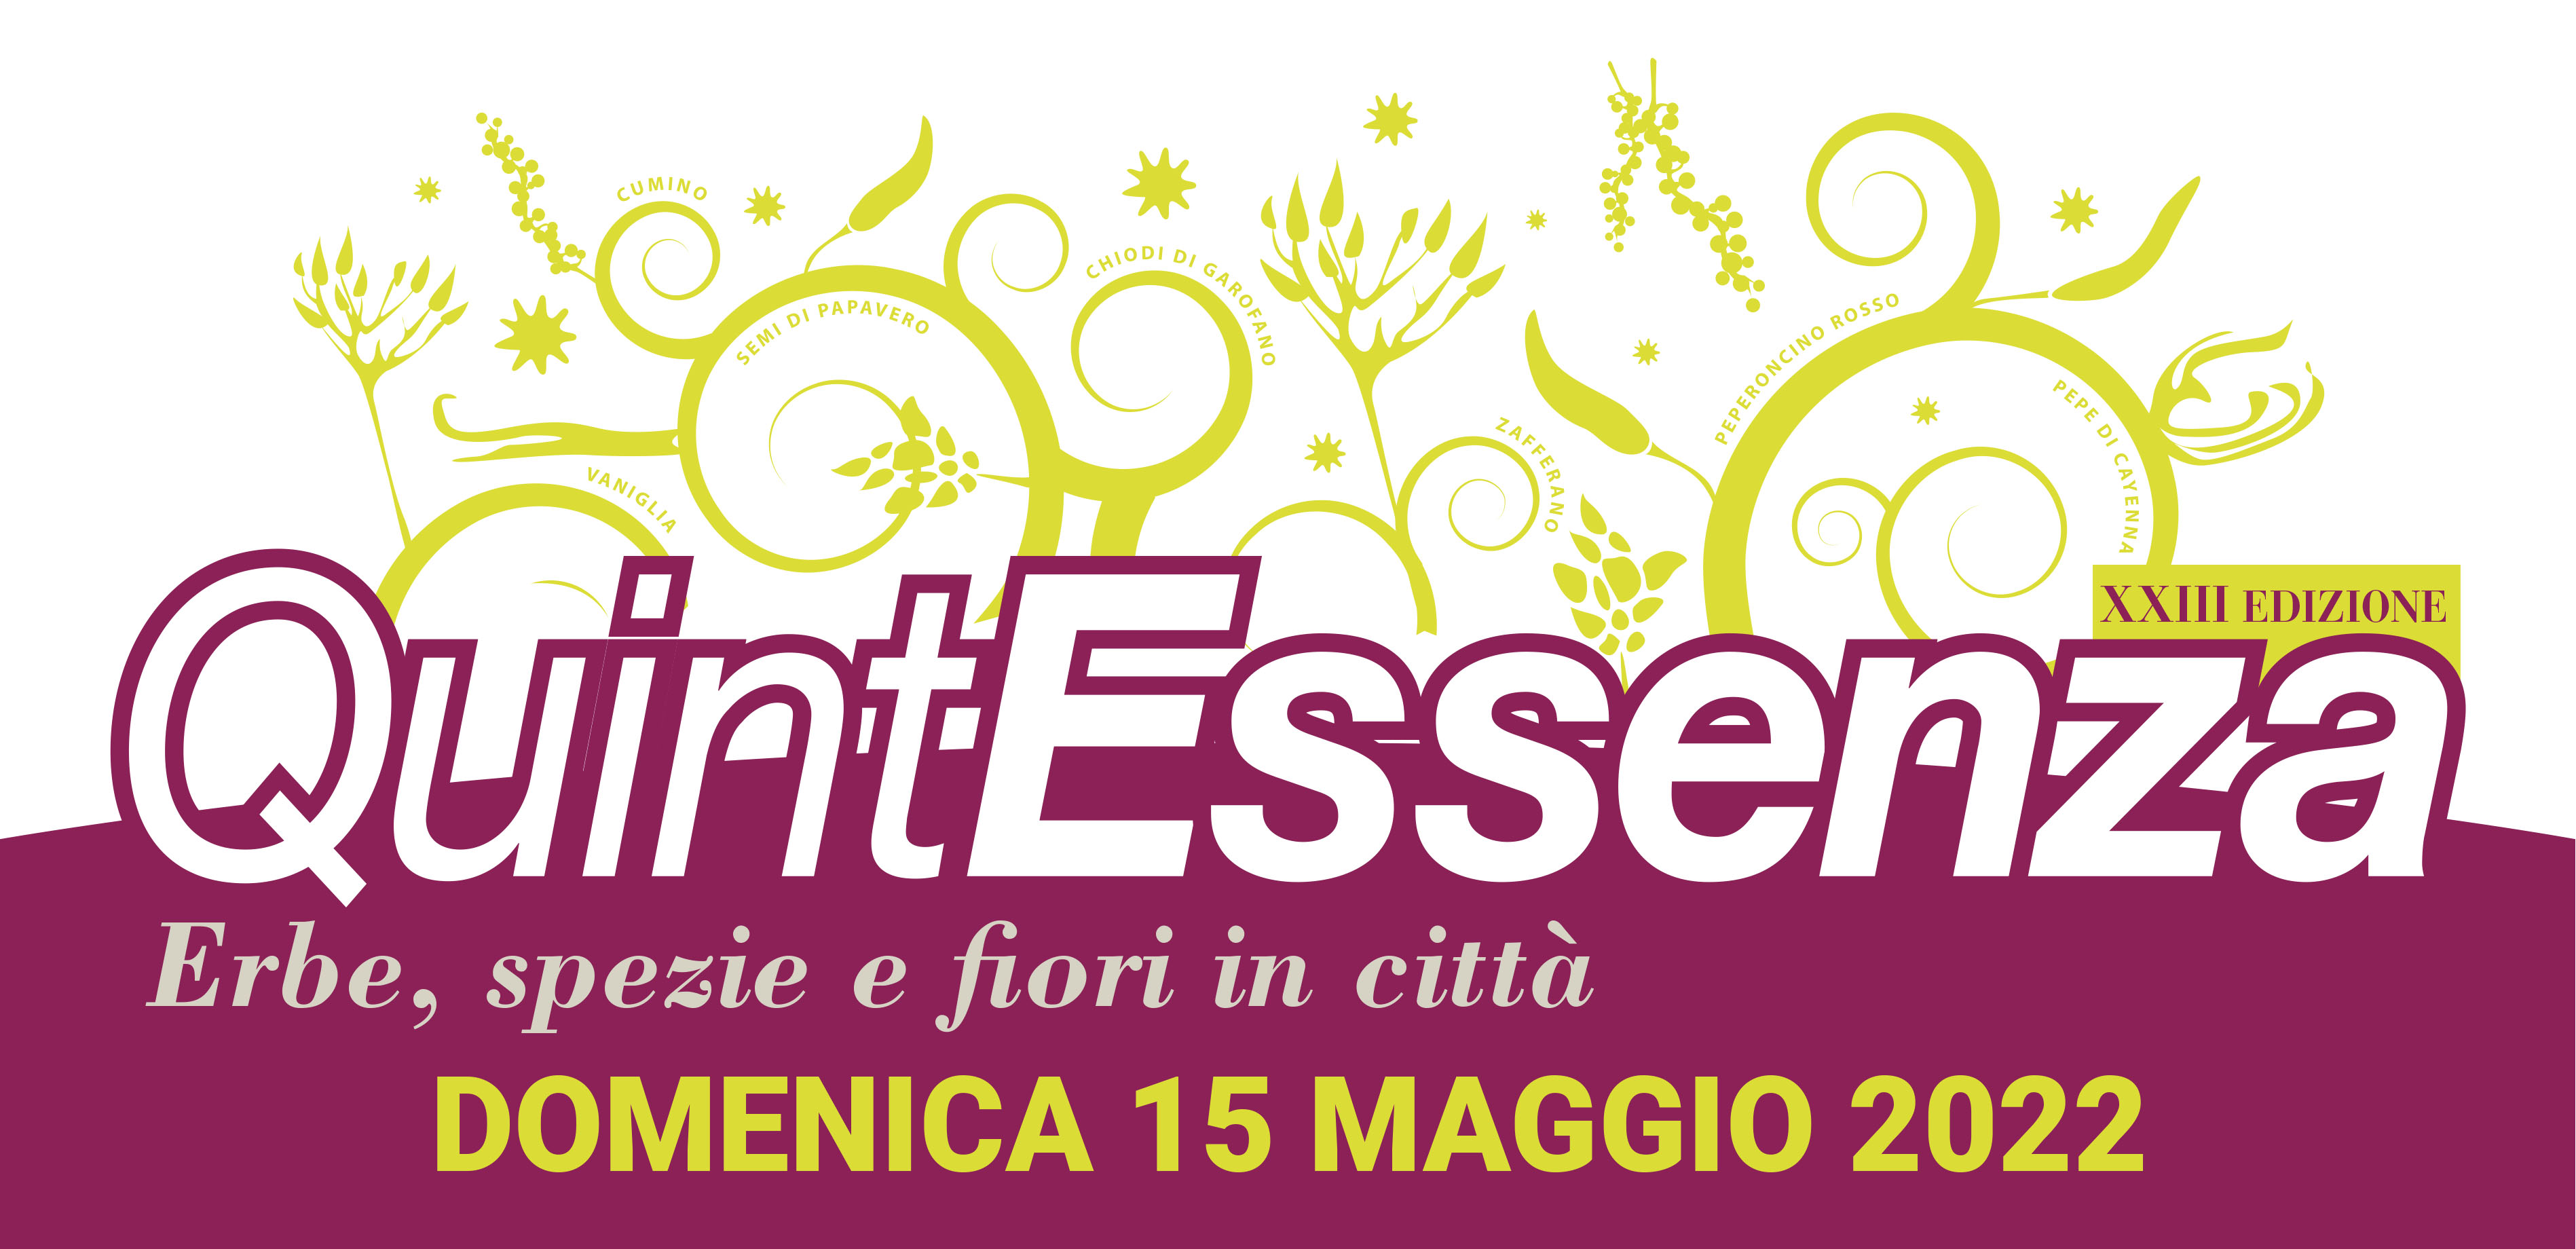 CUMINO
SEMI DI PAPAVERO
CHIODI DI GAROFANO
VANIGLIA
ZAFFERANO
PEPERONCINO ROSSO
PEPE DI CAYENNA
XXIII EDIZIONE
QuintEssenza
Erbe, spezie e fiori in città
DOMENICA 15 MAGGIO 2022